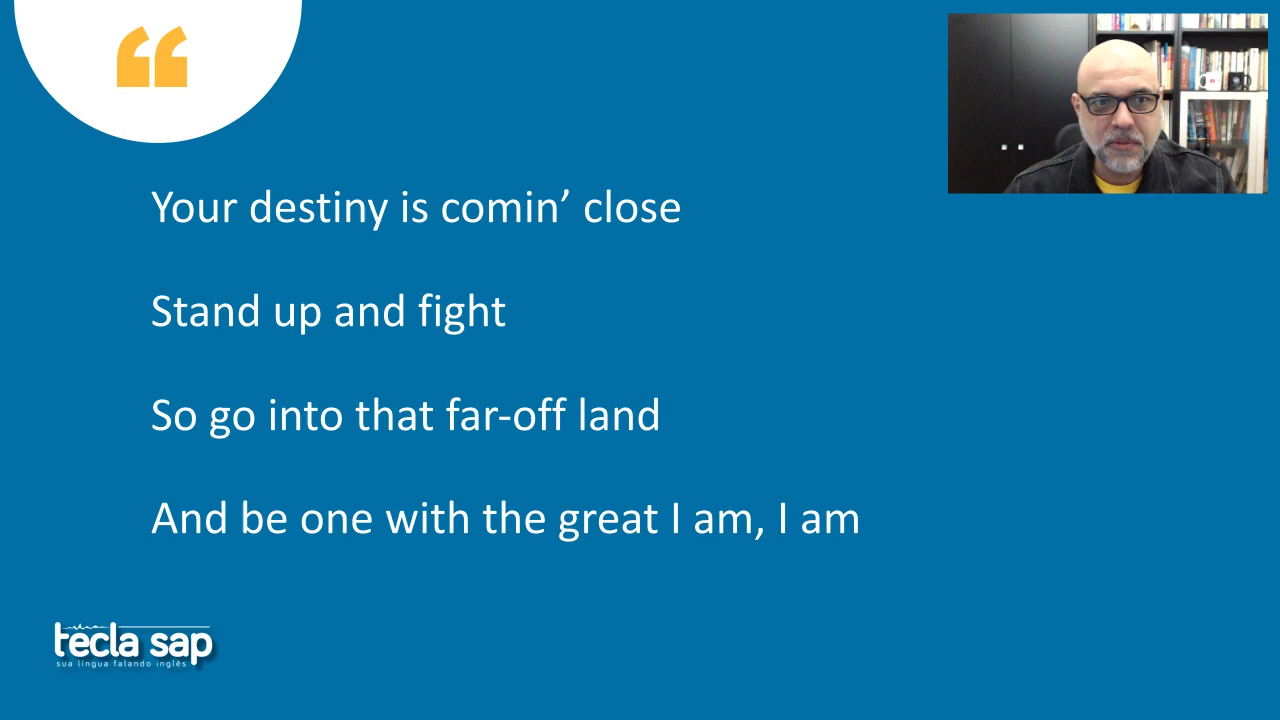 “
Your destiny is comin’ close
Stand up and fight
So go into that far-off land
And be one with the great I am, I am
tecla sap
sua língua falando inglês